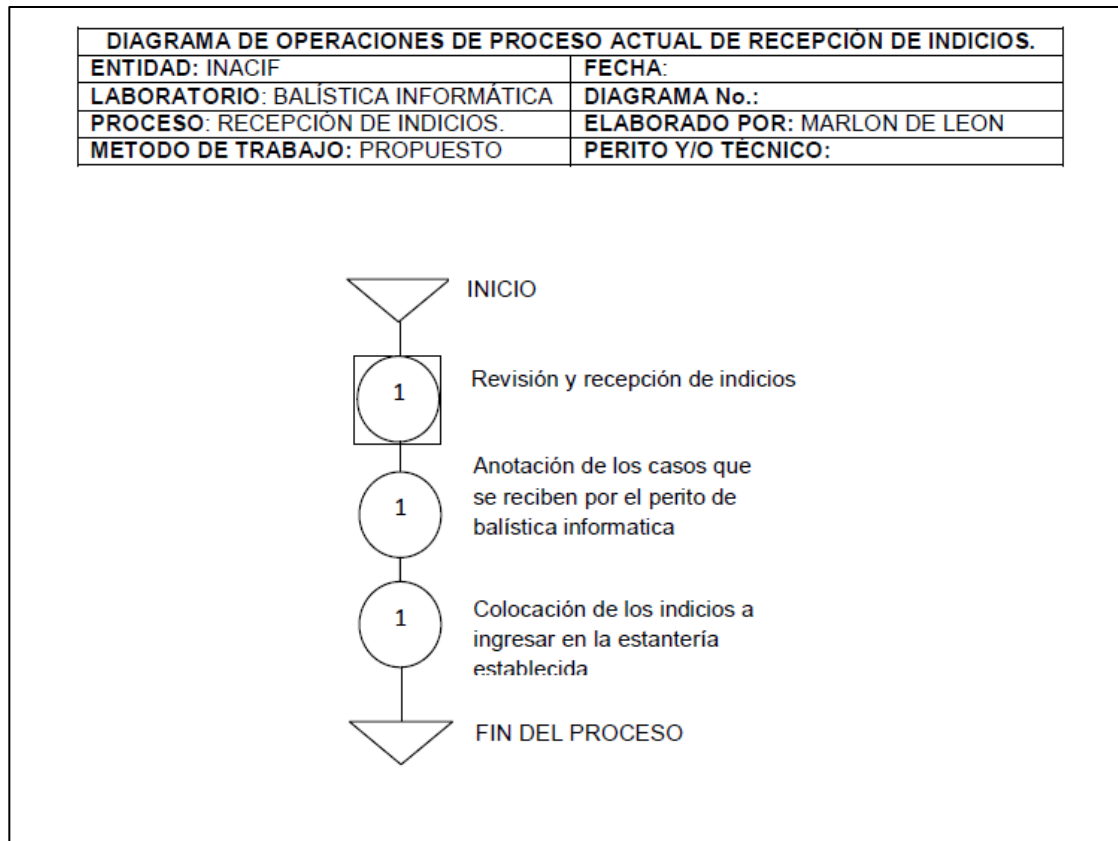 DIAGRAMA DE OPERACIONES DE PROCESO ACTUAL DE RECEPCIÓN DE INDICIOS.
ENTIDAD: INACIF
FECHA:
LABORATORIO: BALÍSTICA INFORMÁTICA
DIAGRAMA No.:
PROCESO: RECEPCIÓN DE INDICIOS.
ELABORADO POR: MARLON DE LEON
METODO DE TRABAJO: PROPUESTO
PERITO Y/O TÉCNICO:
INICIO
1
Revisión y recepción de indicios
1
Anotación de los casos que
se reciben por el perito de
balística informatica
1
Colocación de los indicios a
ingresar en la estantería
establecida
FIN DEL PROCESO